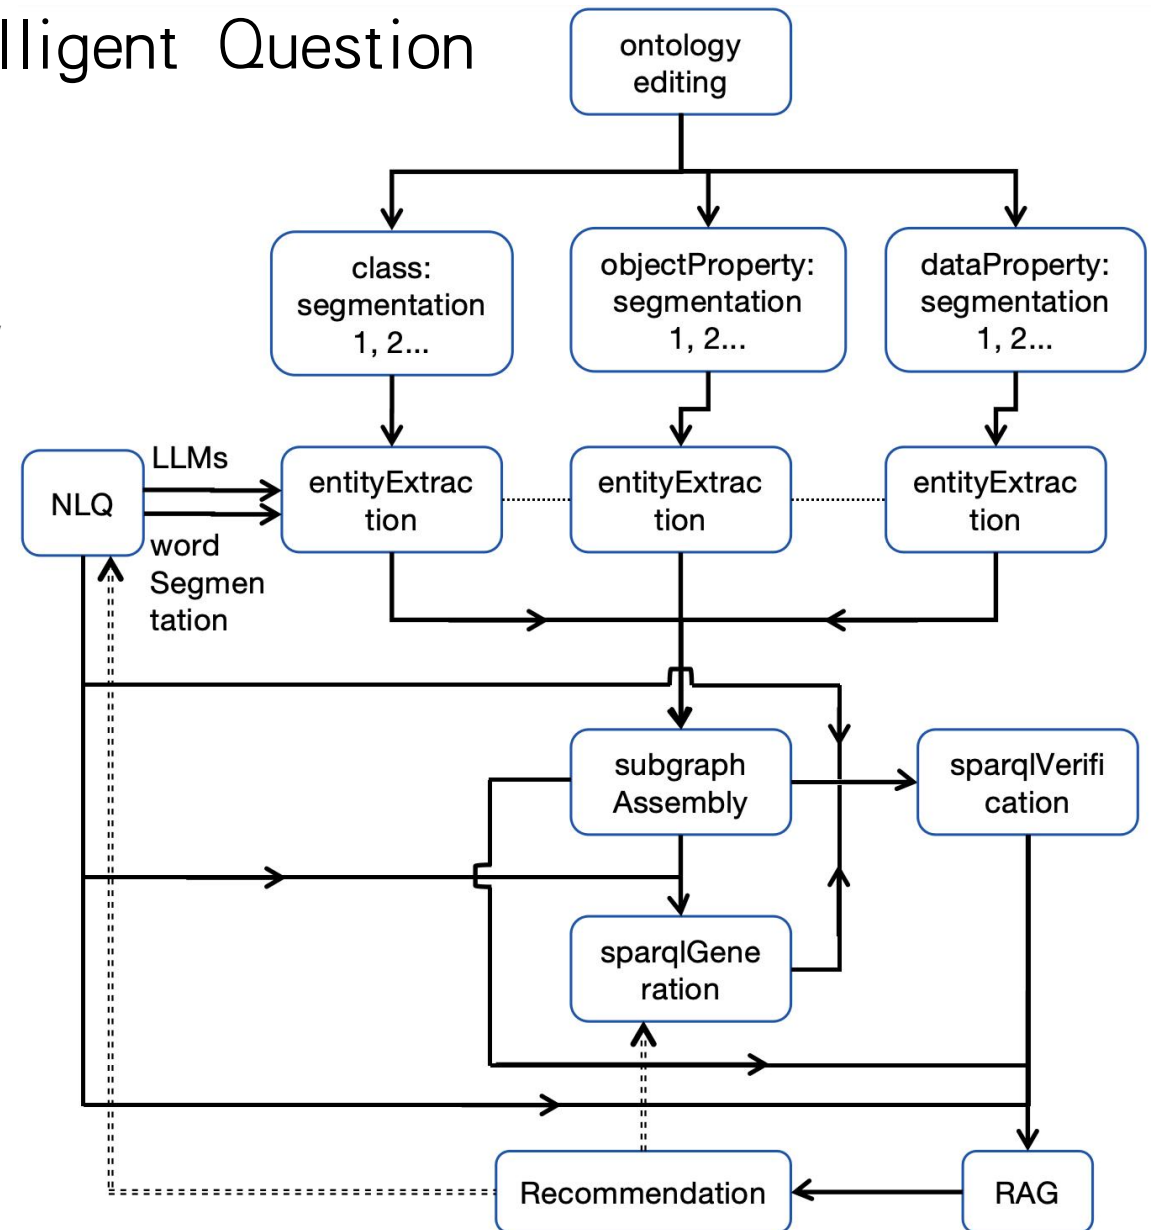 lligent Question
ontology
editing
class:
segmentation
1, 2...
objectProperty:
segmentation
1, 2...
dataProperty:
segmentation
1, 2...
NLQ
LLMs
word
Segmen
tation
entityExtrac
tion
entityExtrac
tion
entityExtrac
tion
subgraph
Assembly
sparqlVerifi
cation
sparqlGene
ration
Recommendation
RAG